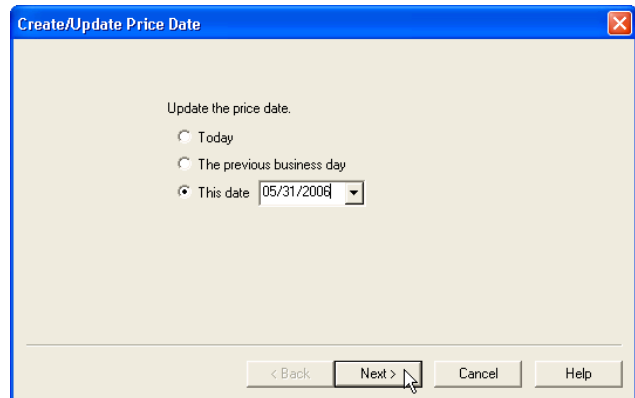 Create/Update Price Date
Update the price date.
Today
The previous business day
This date 05/31/2006
< Back Next > Cancel Help